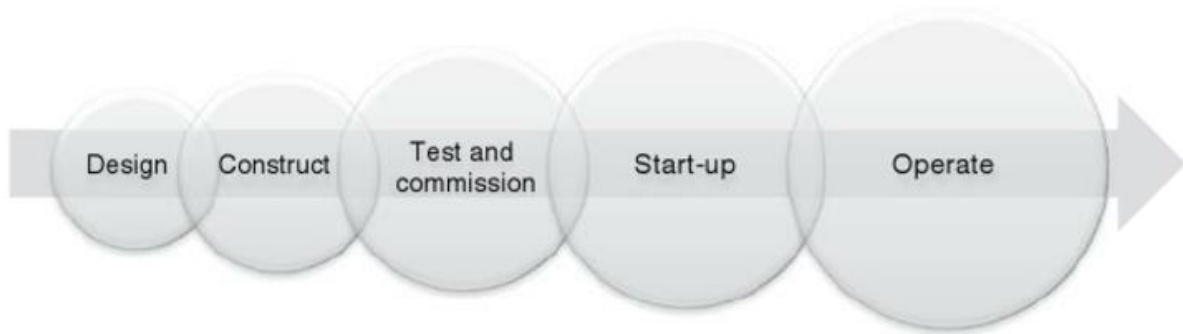 Design
Construct
Test and
commission
Start-up
Operate